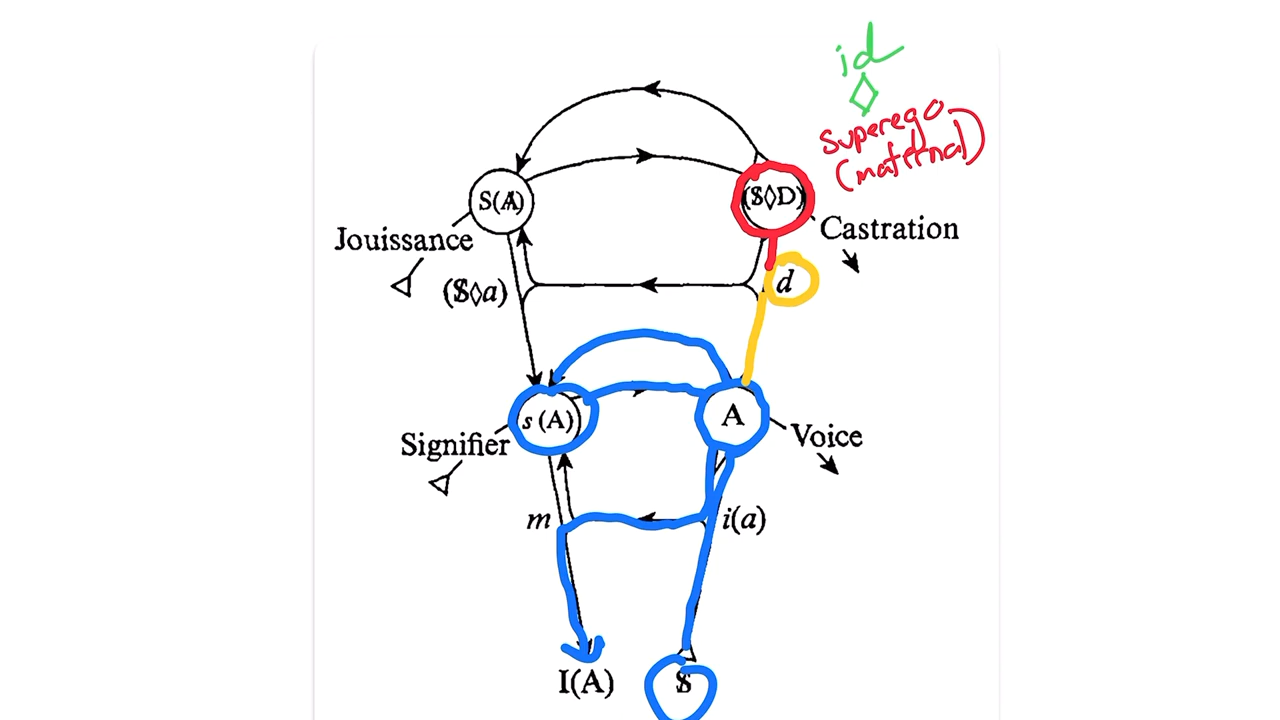 id
◊
superego
(maternal)
S(Ⱥ)
($◊D)
Jouissance
Castration
($◊a)
d
s (A)
A
Signifier
Voice
m
i(a)
I(A)
$